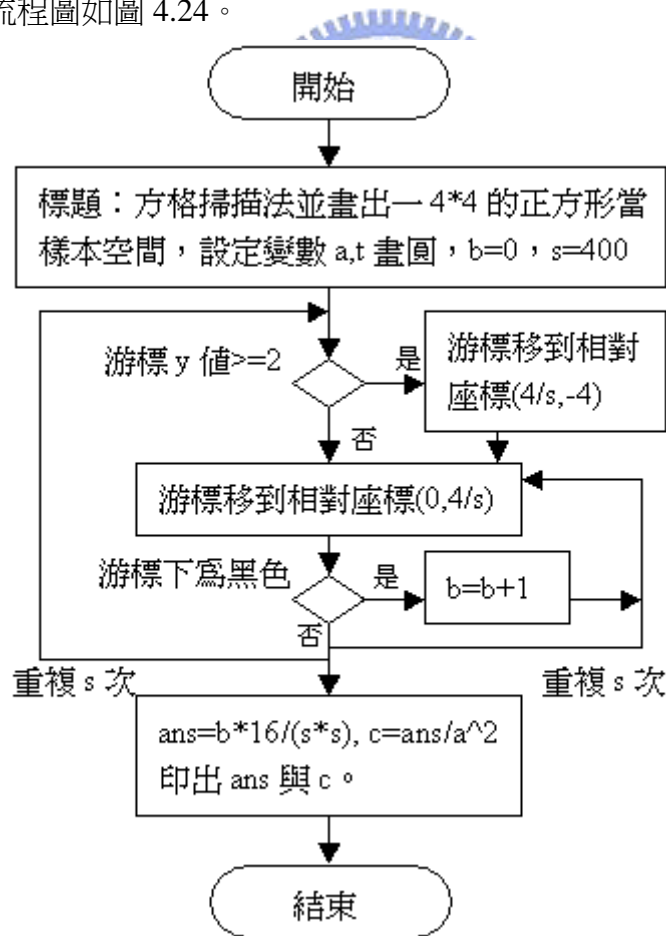 流程圖如圖 4.24。
開始
標題：方格掃描法並畫出一 4*4 的正方形當
樣本空間，設定變數 a,t 畫圓，b=0，s=400
游標 y 值>=2
是
游標移到相對
座標(4/s,-4)
否
游標移到相對座標(0,4/s)
游標下為黑色
是
b=b+1
否
重複 s 次
重複 s 次
ans=b*16/(s*s), c=ans/a^2
印出 ans 與 c。
結束